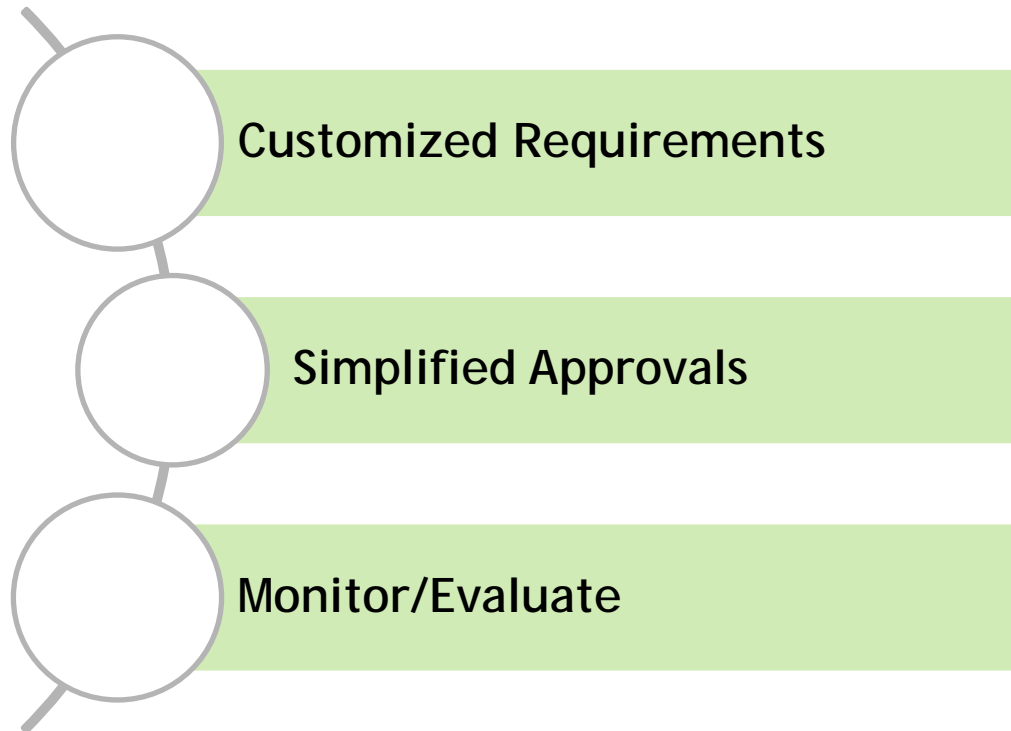 Customized Requirements
Simplified Approvals
Monitor/Evaluate